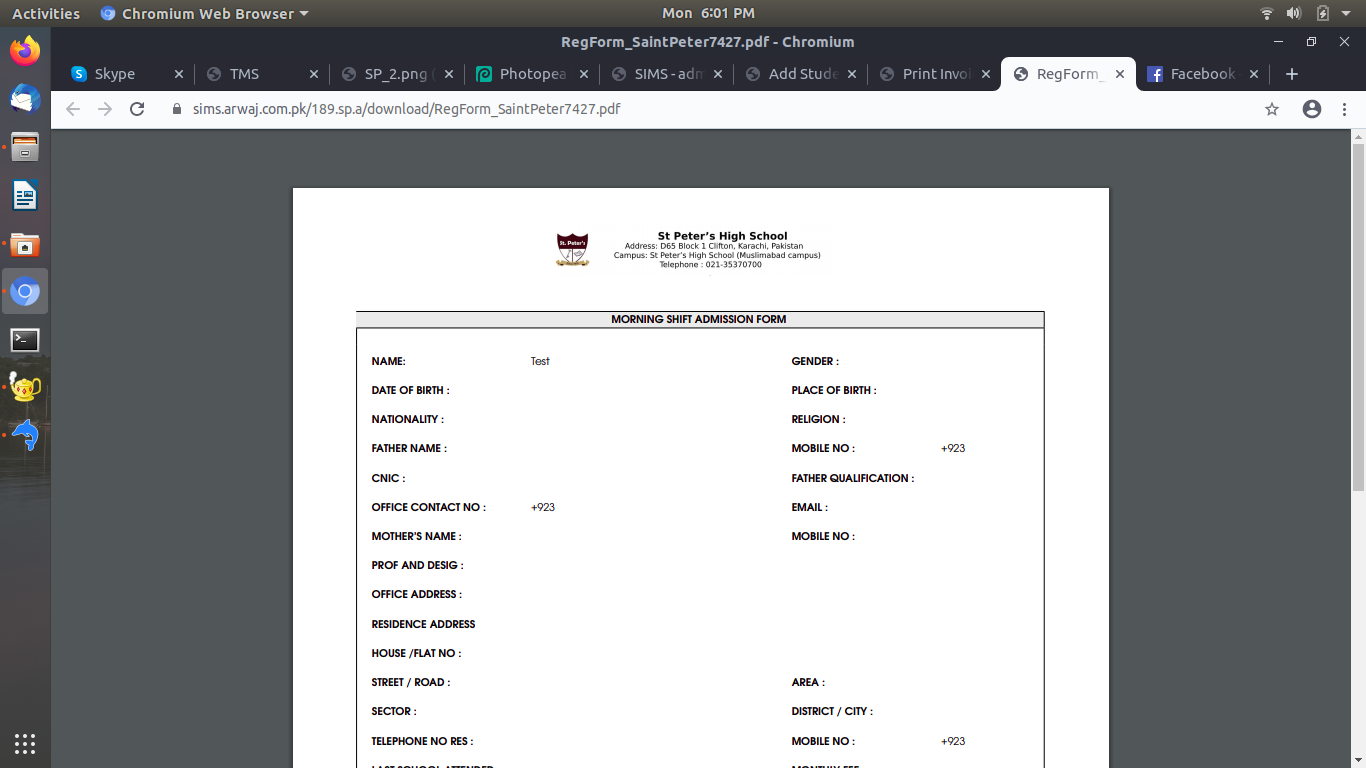 Activities Chromium Web Browser Mon 6:01 PM
RegForm_SaintPeter7427.pdf - Chromium
Skype TMS SP_2.png ( Photopea SIMS - adm Add Stude Print Invoi RegForm_ Facebook
sims.arwaj.com.pk/189.sp.a/download/RegForm_SaintPeter7427.pdf
St. Peter's
St Peter's High School
Address: D65 Block 1 Clifton, Karachi, Pakistan
Campus: St Peter's High School (Muslimabad campus)
Telephone : 021-35370700
MORNING SHIFT ADMISSION FORM
NAME: Test GENDER :
DATE OF BIRTH : PLACE OF BIRTH :
NATIONALITY : RELIGION :
FATHER NAME : MOBILE NO : +923
CNIC : FATHER QUALIFICATION :
OFFICE CONTACT NO : +923 EMAIL :
MOTHER'S NAME : MOBILE NO :
PROF AND DESIG :
OFFICE ADDRESS :
RESIDENCE ADDRESS
HOUSE /FLAT NO :
STREET / ROAD : AREA :
SECTOR : DISTRICT / CITY :
TELEPHONE NO RES : MOBILE NO : +923
LAST SCHOOL ATTENDED MONTHLY FEE